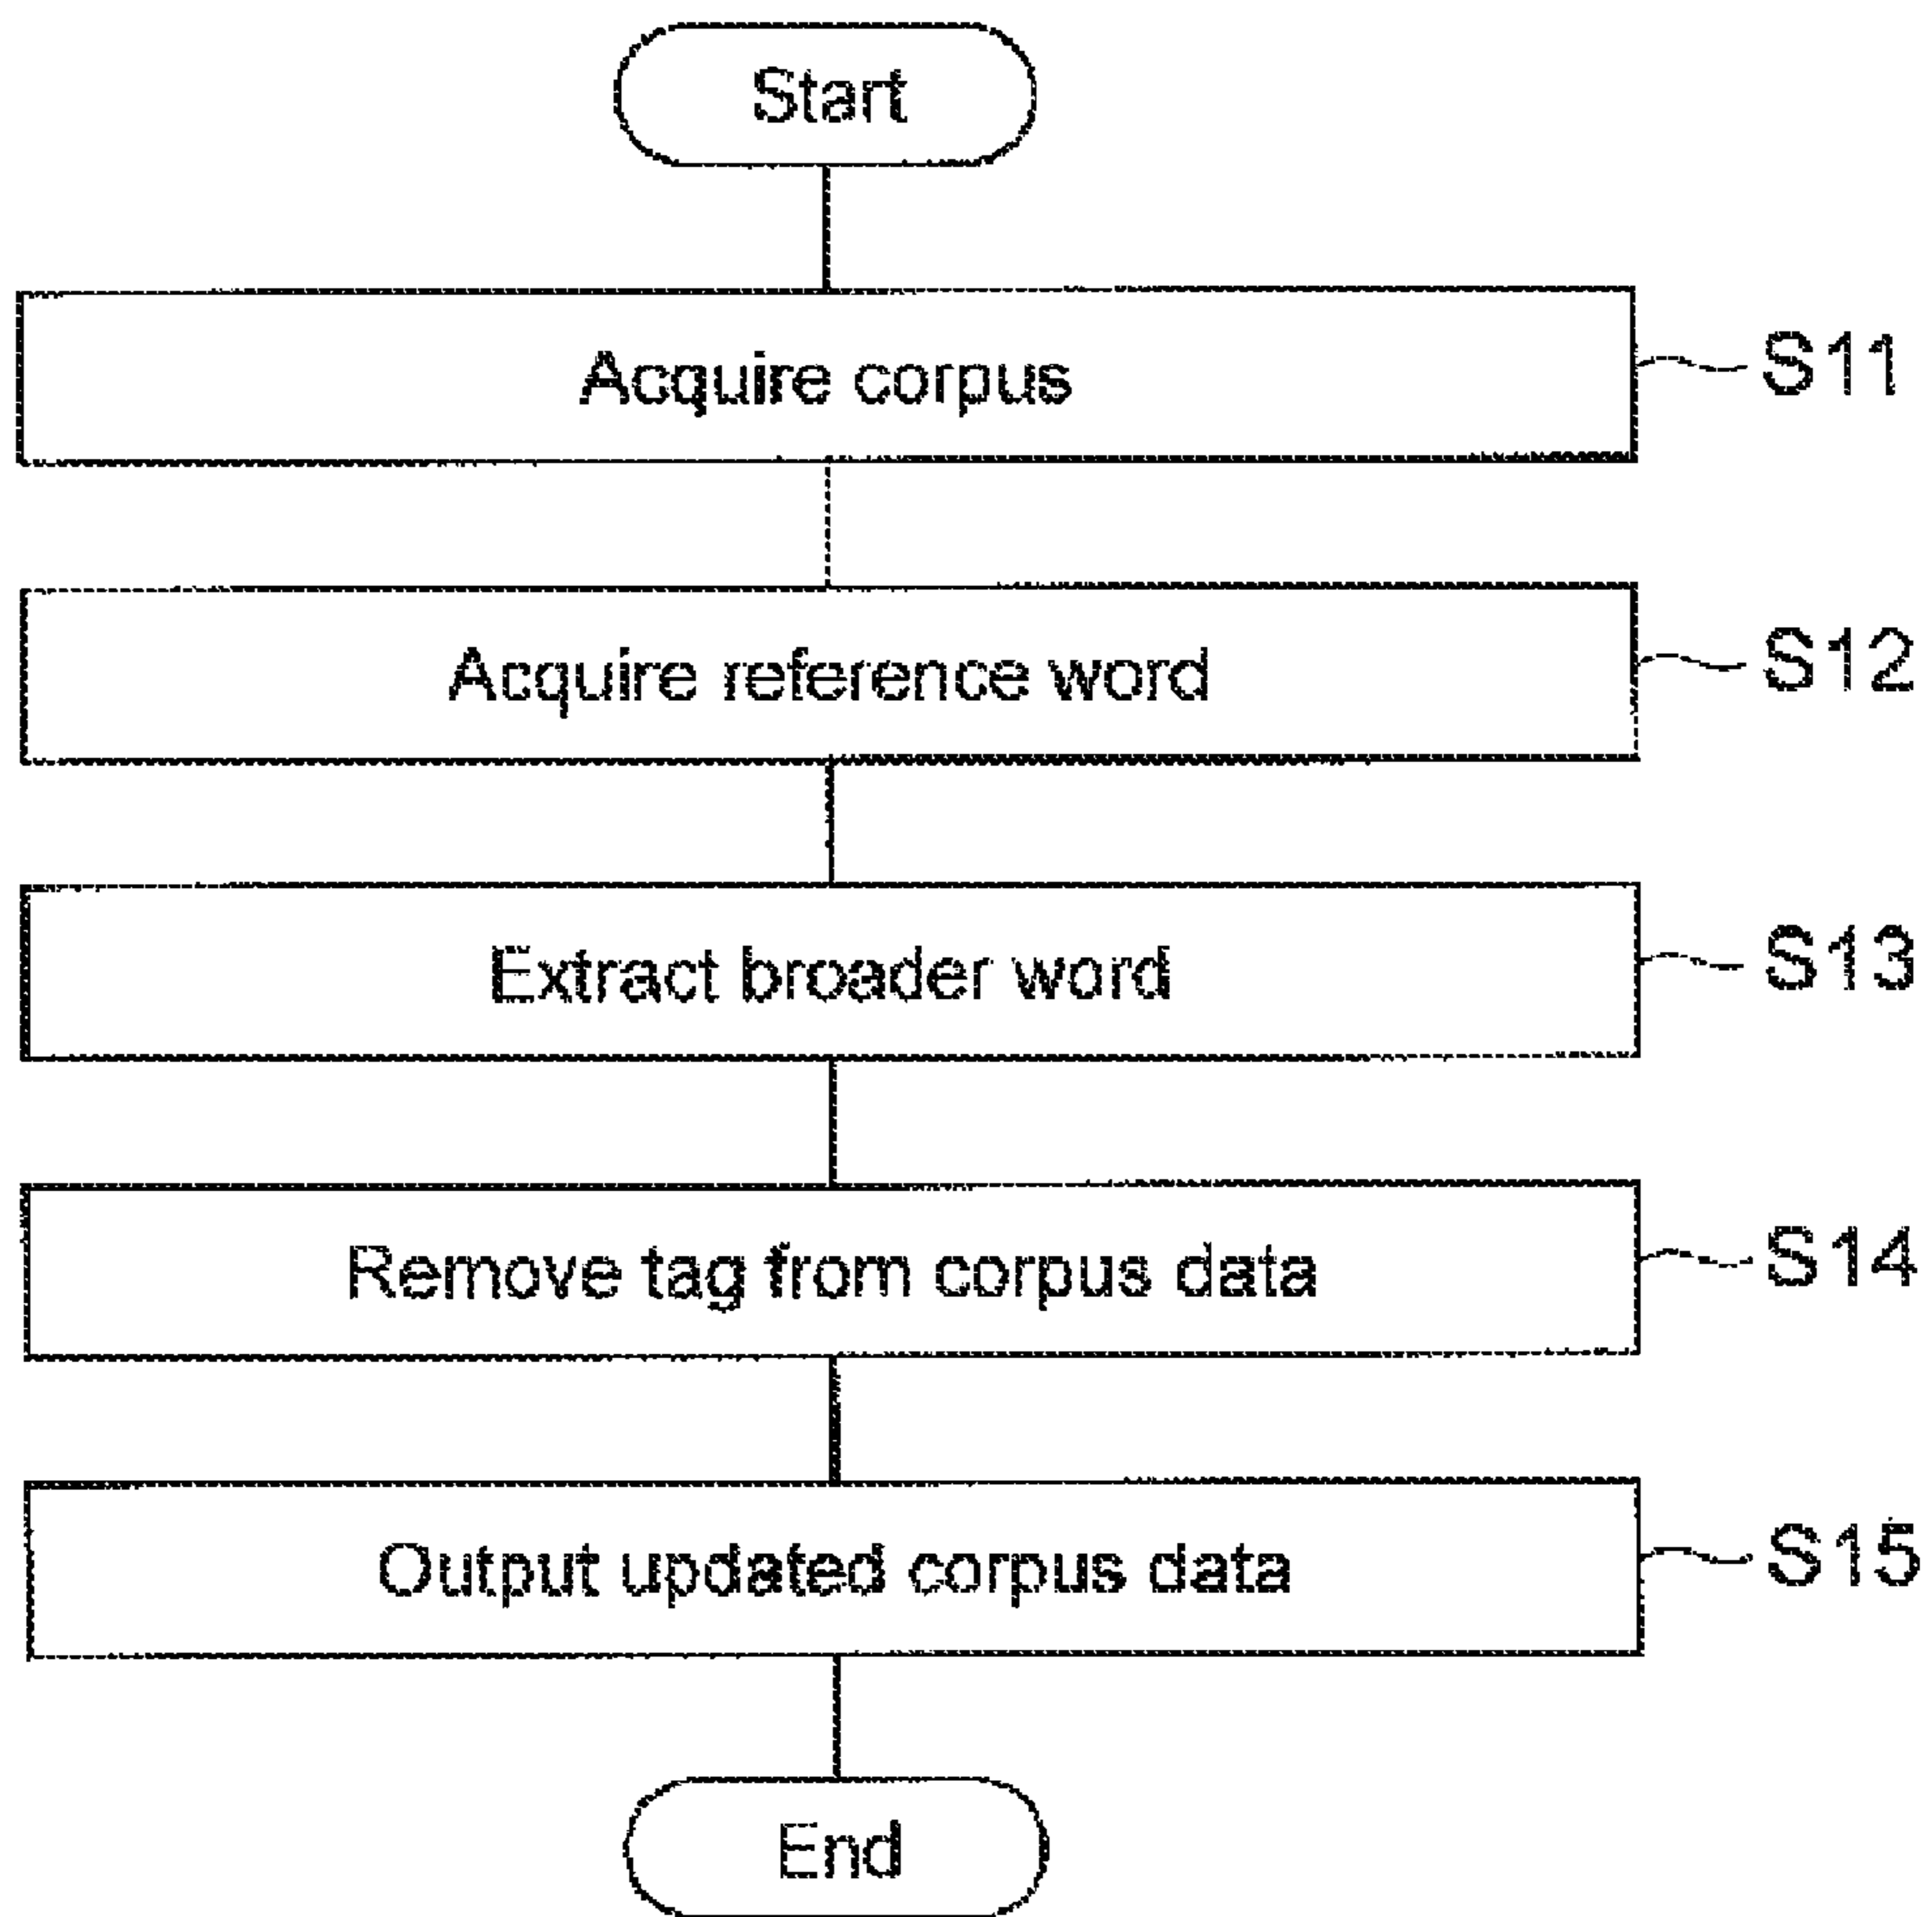 Start
Acquire corpus
S11
Acquire reference word
S12
Extract broader word
S13
Remove tag from corpus data
S14
Output updated corpus data
S15
End